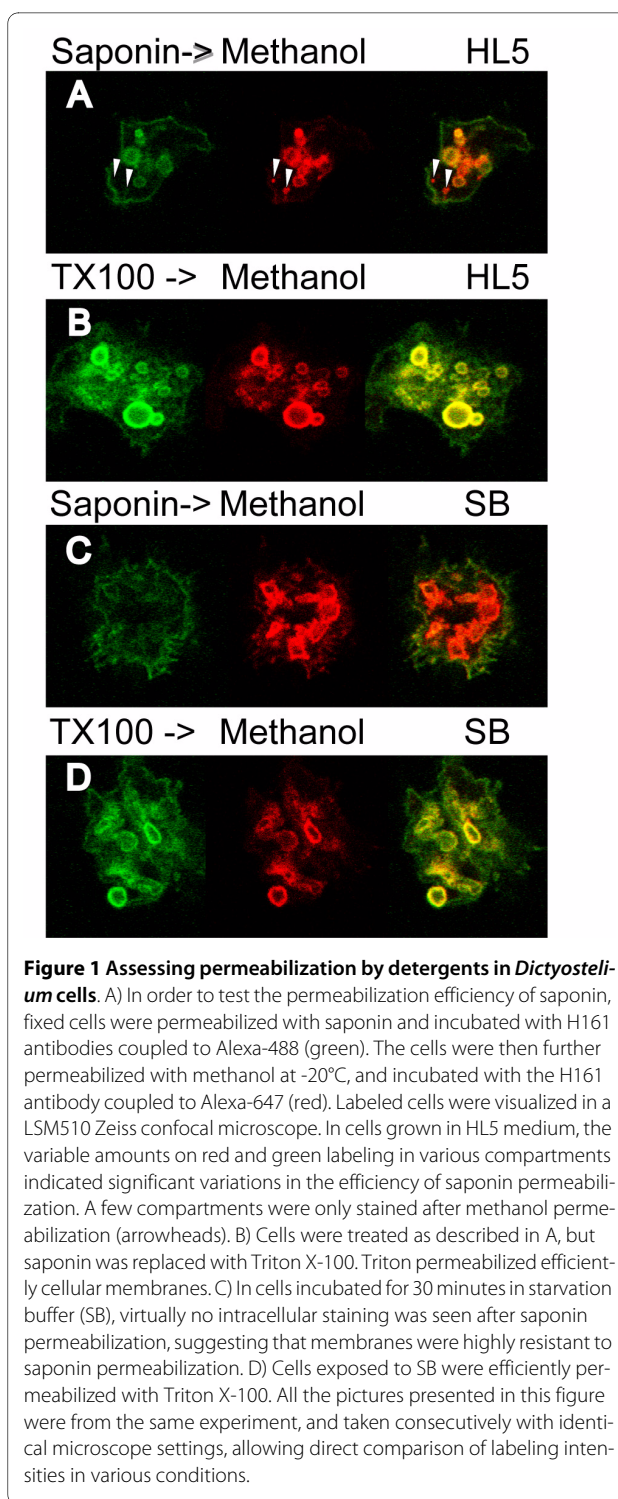 Saponin-> Methanol HL5
A
TX100 -> Methanol HL5
B
Saponin-> Methanol SB
C
TX100 -> Methanol SB
D
Figure 1 Assessing permeabilization by detergents in Dictyosteli-
um cells. A) In order to test the permeabilization efficiency of saponin,
fixed cells were permeabilized with saponin and incubated with H161
antibodies coupled to Alexa-488 (green). The cells were then further
permeabilized with methanol at -20°C, and incubated with the H161
antibody coupled to Alexa-647 (red). Labeled cells were visualized in a
LSM510 Zeiss confocal microscope. In cells grown in HL5 medium, the
variable amounts on red and green labeling in various compartments
indicated significant variations in the efficiency of saponin permeabili-
zation. A few compartments were only stained after methanol perme-
abilization (arrowheads). B) Cells were treated as described in A, but
saponin was replaced with Triton X-100. Triton permeabilized efficient-
ly cellular membranes. C) In cells incubated for 30 minutes in starvation
buffer (SB), virtually no intracellular staining was seen after saponin
permeabilization, suggesting that membranes were highly resistant to
saponin permeabilization. D) Cells exposed to SB were efficiently per-
meabilized with Triton X-100. All the pictures presented in this figure
were from the same experiment, and taken consecutively with identi-
cal microscope settings, allowing direct comparison of labeling inten-
sities in various conditions.